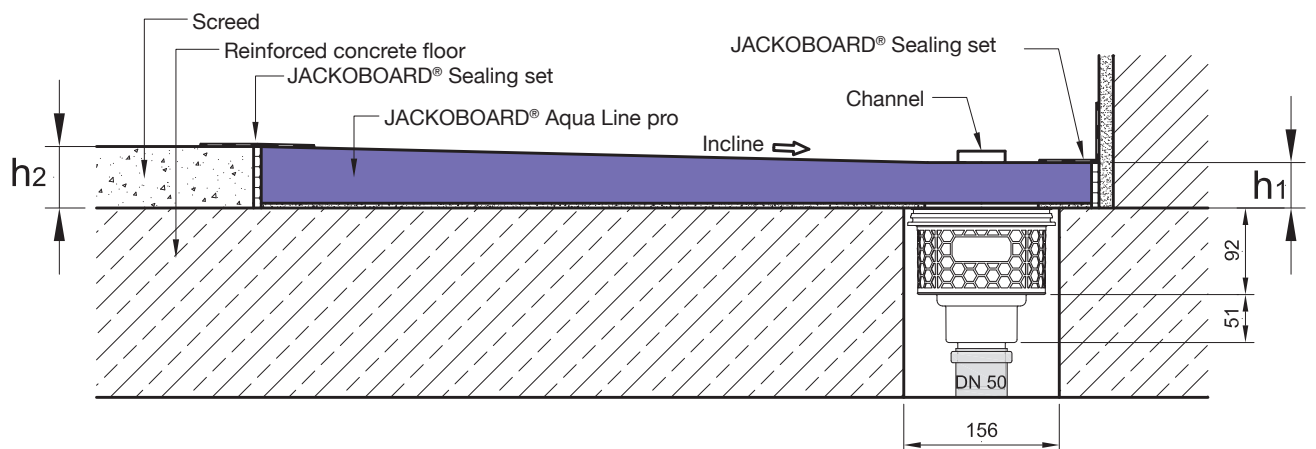 Screed
Reinforced concrete floor
JACKOBOARD® Sealing set
JACKOBOARD® Sealing set
Channel
JACKOBOARD® Aqua Line pro
Incline
h2
h1
92
51
DN 50
156